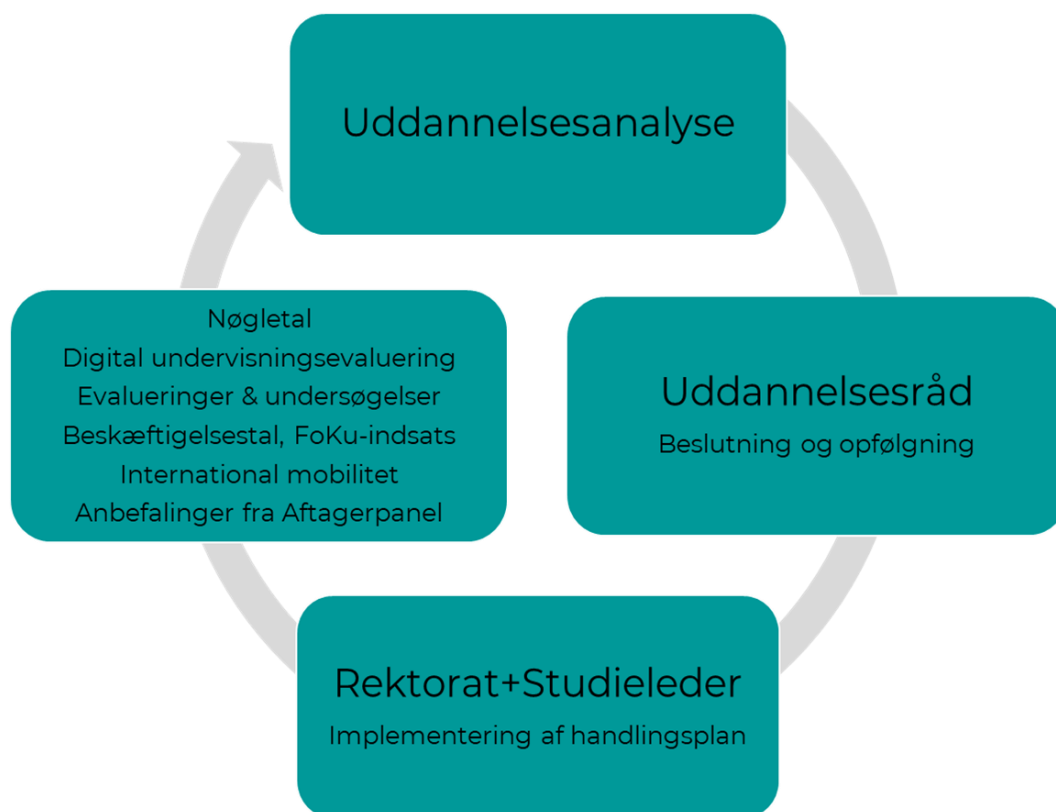 Uddannelsesanalyse
Nøgletal
Digital undervisningsevaluering
Evalueringer & undersøgelser
Beskæftigelsestal, FoKu-indsats
International mobilitet
Anbefalinger fra Aftagerpanel
Uddannelsesråd
Beslutning og opfølgning
Rektorat+Studieleder
Implementering af handlingsplan